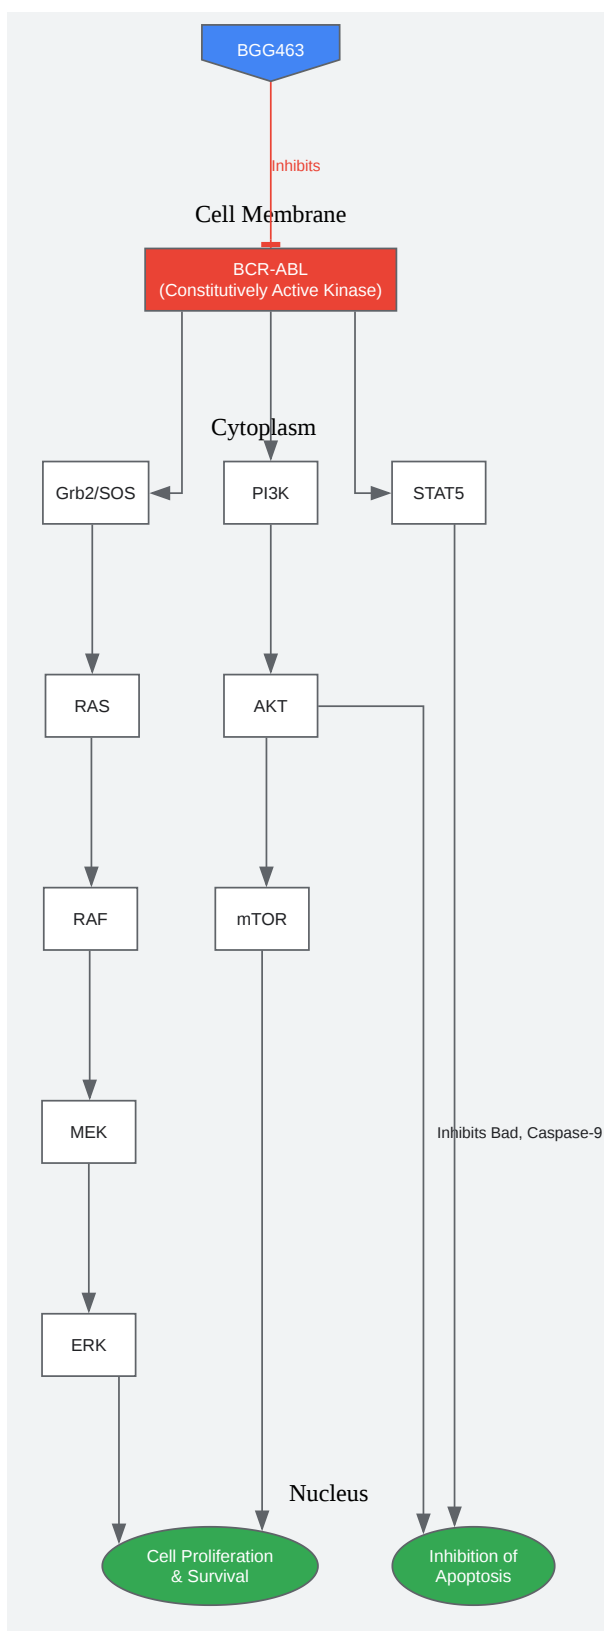 BGG463
Inhibits
Cell Membrane
BCR-ABL
(Constitutively Active Kinase)
Cytoplasm
Grb2/SOS
PI3K
STAT5
RAS
AKT
RAF
mTOR
MEK
Inhibits Bad, Caspase-9
ERK
Nucleus
Cell Proliferation
& Survival
Inhibition of
Apoptosis